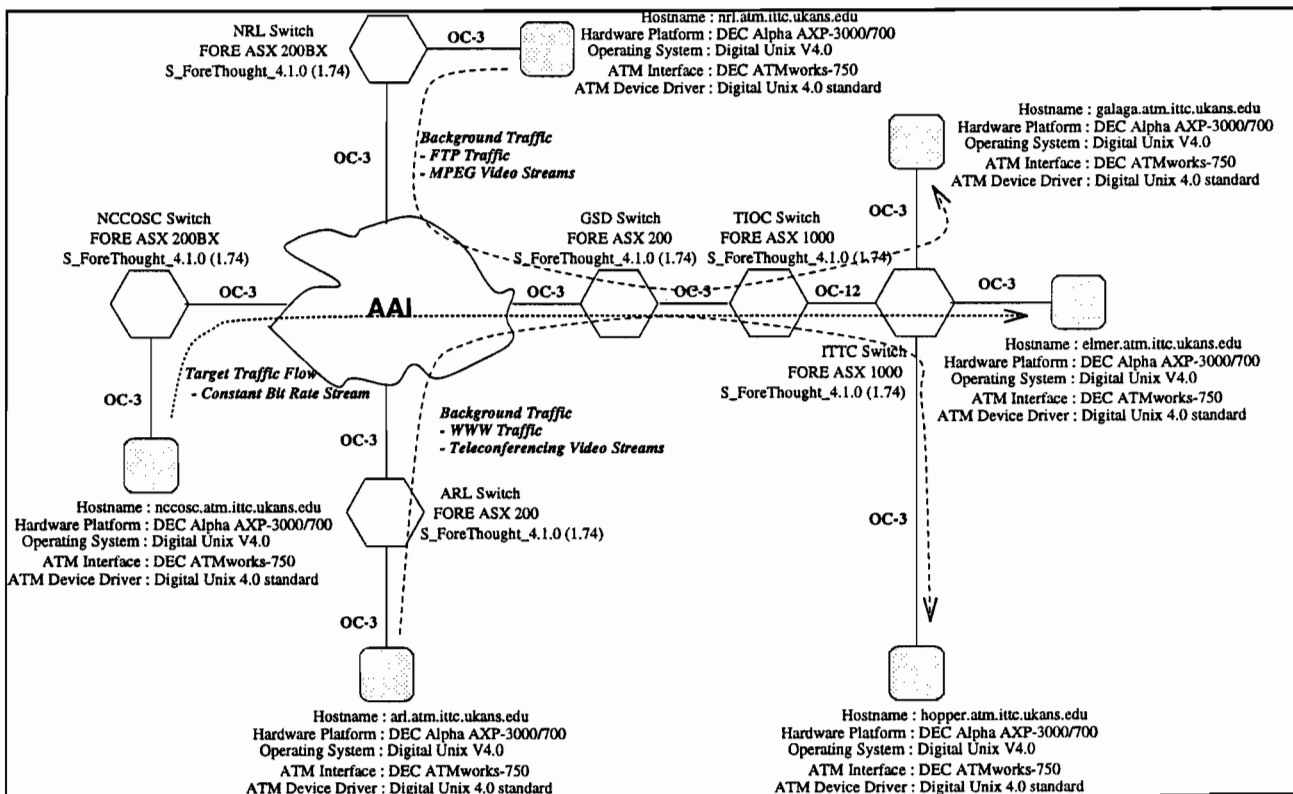 NRL Switch
FORE ASX 200BX
S_ForeThought_4.1.0 (1.74)
OC-3
Hostname : nrl.atm.ittc.ukans.edu
Hardware Platform : DEC Alpha AXP-3000/700
Operating System : Digital Unix V4.0
ATM Interface : DEC ATMworks-750
ATM Device Driver : Digital Unix 4.0 standard
OC-3
Background Traffic
- FTP Traffic
- MPEG Video Streams
Hostname : galaga.atm.ittc.ukans.edu
Hardware Platform : DEC Alpha AXP-3000/700
Operating System : Digital Unix V4.0
ATM Interface : DEC ATMworks-750
ATM Device Driver : Digital Unix 4.0 standard
OC-3
NCCOSC Switch
FORE ASX 200BX
S_ForeThought_4.1.0 (1.74)
OC-3
AAI
OC-3
GSD Switch
FORE ASX 200
S_ForeThought_4.1.0 (1.74)
OC-3
TIOC Switch
FORE ASX 1000
S_ForeThought_4.1.0 (1.74)
OC-12
OC-3
ITTC Switch
FORE ASX 1000
S_ForeThought_4.1.0 (1.74)
Hostname : elmer.atm.ittc.ukans.edu
Hardware Platform : DEC Alpha AXP-3000/700
Operating System : Digital Unix V4.0
ATM Interface : DEC ATMworks-750
ATM Device Driver : Digital Unix 4.0 standard
Target Traffic Flow
- Constant Bit Rate Stream
OC-3
Background Traffic
- WWW Traffic
- Teleconferencing Video Streams
OC-3
ARL Switch
FORE ASX 200
S_ForeThought_4.1.0 (1.74)
Hostname : nccosc.atm.ittc.ukans.edu
Hardware Platform : DEC Alpha AXP-3000/700
Operating System : Digital Unix V4.0
ATM Interface : DEC ATMworks-750
ATM Device Driver : Digital Unix 4.0 standard
OC-3
OC-3
Hostname : arl.atm.ittc.ukans.edu
Hardware Platform : DEC Alpha AXP-3000/700
Operating System : Digital Unix V4.0
ATM Interface : DEC ATMworks-750
ATM Device Driver : Digital Unix 4.0 standard
Hostname : hopper.atm.ittc.ukans.edu
Hardware Platform : DEC Alpha AXP-3000/700
Operating System : Digital Unix V4.0
ATM Interface : DEC ATMworks-750
ATM Device Driver : Digital Unix 4.0 standard